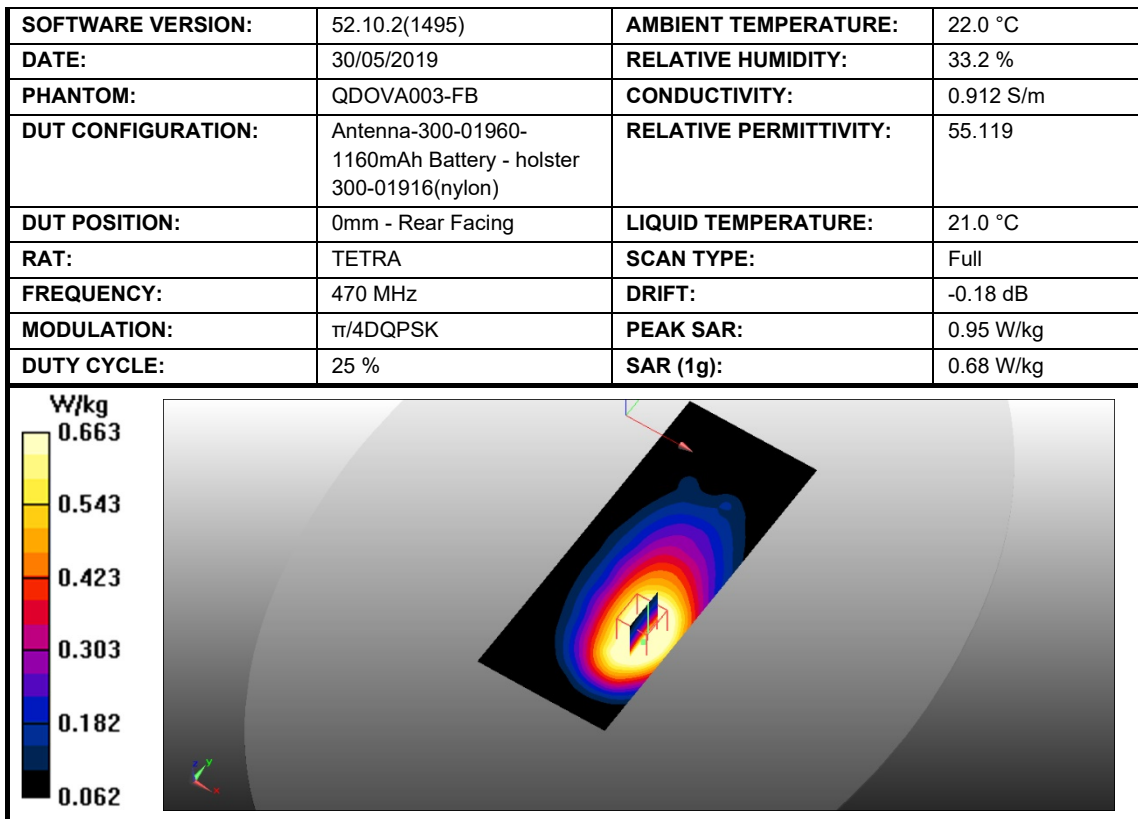 SOFTWARE VERSION: 52.10.2(1495) AMBIENT TEMPERATURE: 22.0 °C
DATE: 30/05/2019 RELATIVE HUMIDITY: 33.2 %
PHANTOM: QDOVA003-FB CONDUCTIVITY: 0.912 S/m
DUT CONFIGURATION: Antenna-300-01960- RELATIVE PERMITTIVITY: 55.119
1160mAh Battery - holster
300-01916(nylon)
DUT POSITION: 0mm - Rear Facing LIQUID TEMPERATURE: 21.0 °C
RAT: TETRA SCAN TYPE: Full
FREQUENCY: 470 MHz DRIFT: -0.18 dB
MODULATION: π/4DQPSK PEAK SAR: 0.95 W/kg
DUTY CYCLE: 25 % SAR (1g): 0.68 W/kg
W/kg
0.663
0.543
0.423
0.303
0.182
0.062
z y
x